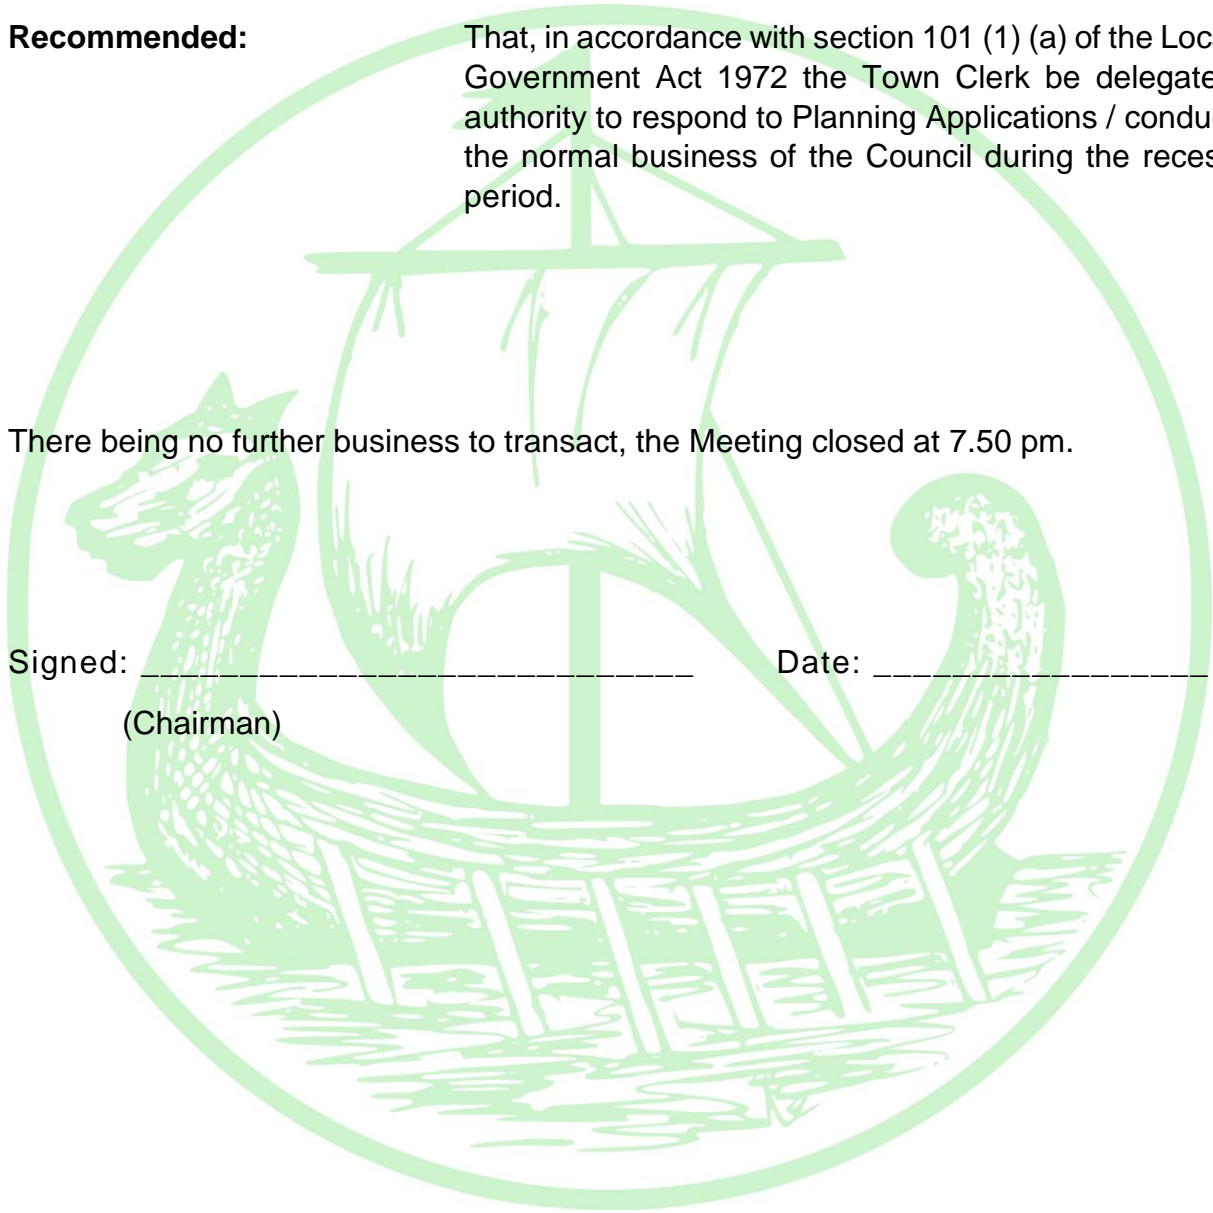 Recommended: That, in accordance with section 101 (1) (a) of the Loc
Government Act 1972 the Town Clerk be delegate
authority to respond to Planning Applications / condu
the normal business of the Council during the reces
period.
There being no further business to transact, the Meeting closed at 7.50 pm.
Signed: ____________________________ Date: _________________
(Chairman)